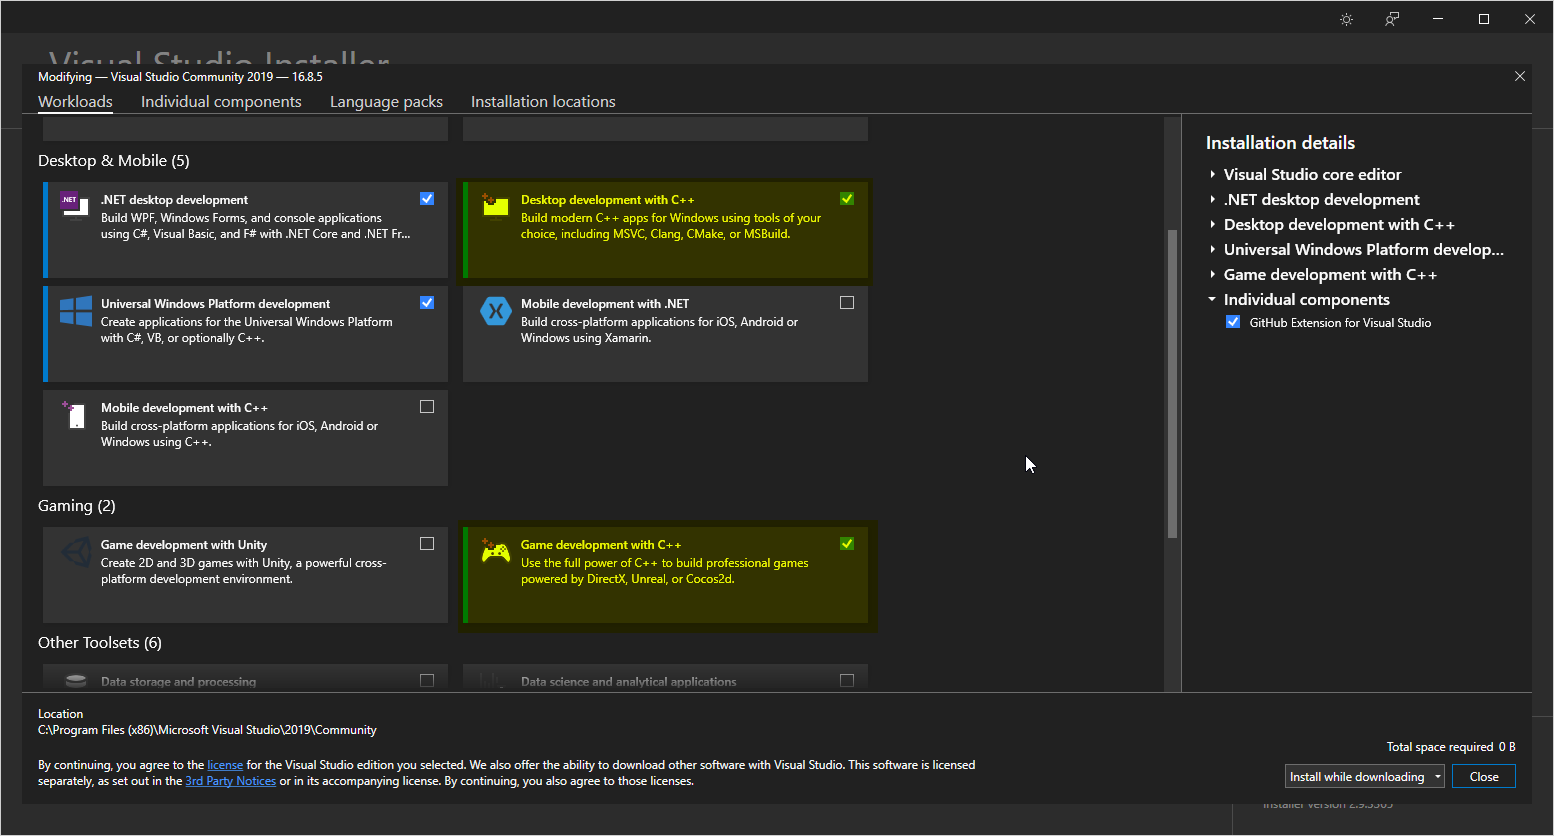 Visual Studio Installer
Modifying — Visual Studio Community 2019 — 16.8.5
Workloads
Individual components
Language packs
Installation locations
Desktop & Mobile (5)
.NET
.NET desktop development
Build WPF, Windows Forms, and console applications
using C#, Visual Basic, and F# with .NET Core and .NET Fr...
Desktop development with C++
Build modern C++ apps for Windows using tools of your
choice, including MSVC, Clang, CMake, or MSBuild.
Universal Windows Platform development
Create applications for the Universal Windows Platform
with C#, VB, or optionally C++.
Mobile development with .NET
Build cross-platform applications for iOS, Android or
Windows using Xamarin.
Mobile development with C++
Build cross-platform applications for iOS, Android or
Windows using C++.
Gaming (2)
Game development with Unity
Create 2D and 3D games with Unity, a powerful cross-
platform development environment.
Game development with C++
Use the full power of C++ to build professional games
powered by DirectX, Unreal, or Cocos2d.
Other Toolsets (6)
Data storage and processing
Data science and analytical applications
Installation details
Visual Studio core editor
.NET desktop development
Desktop development with C++
Universal Windows Platform develop...
Game development with C++
Individual components
GitHub Extension for Visual Studio
Location
C:\Program Files (x86)\Microsoft Visual Studio\2019\Community
By continuing, you agree to the license for the Visual Studio edition you selected. We also offer the ability to download other software with Visual Studio. This software is licensed
separately, as set out in the 3rd Party Notices or in its accompanying license. By continuing, you also agree to those licenses.
Total space required 0 B
Install while downloading
Close
Installer version 2.9.3365